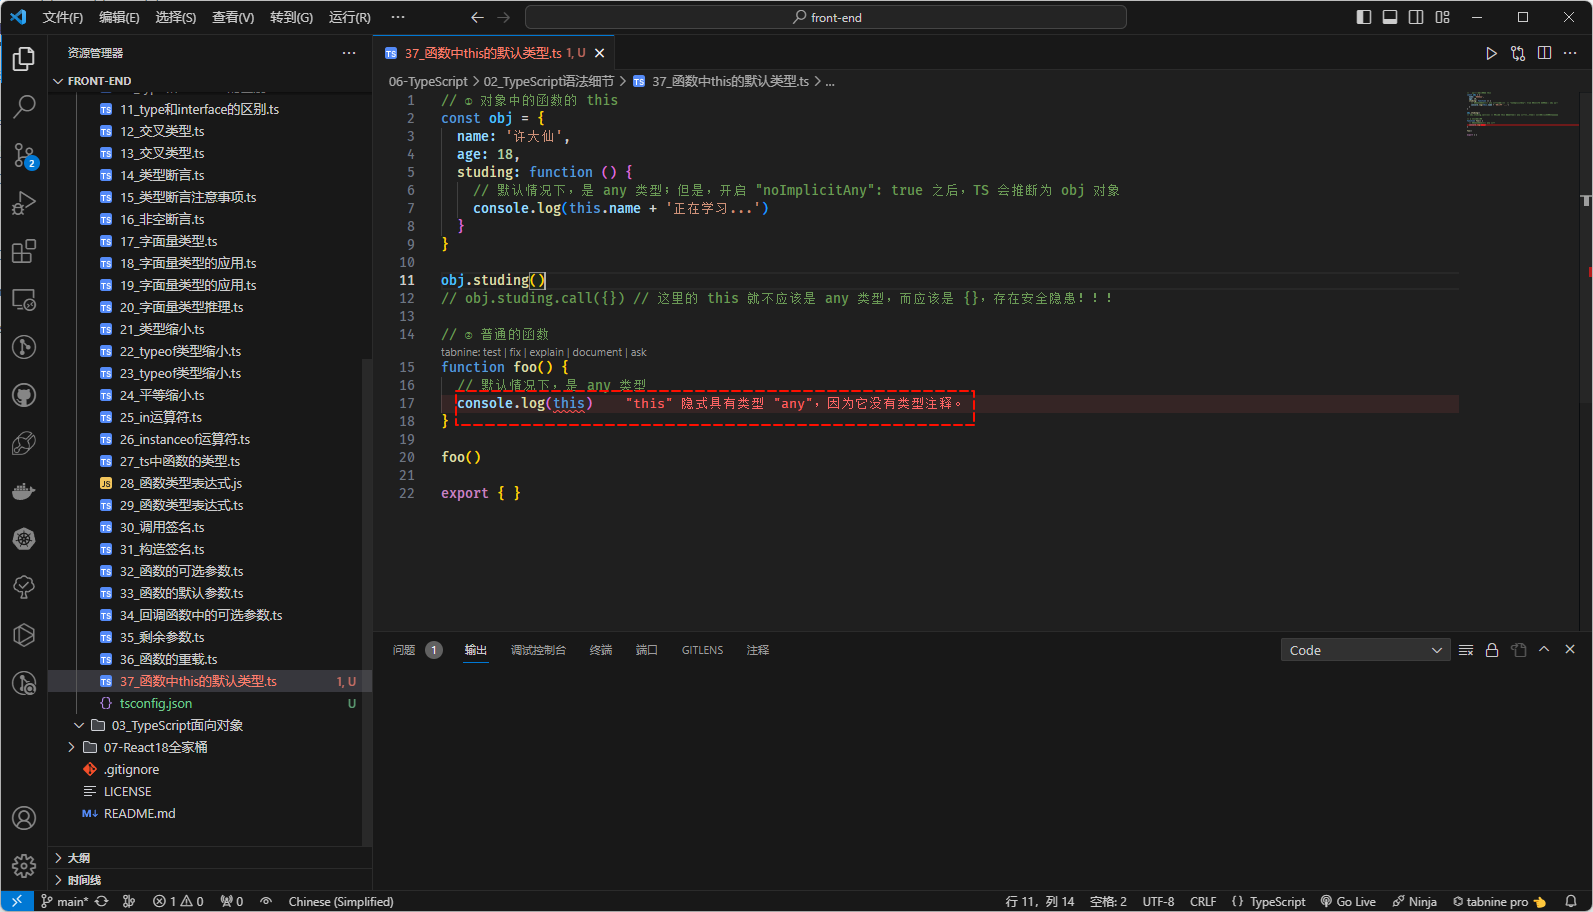 文件(F) 编辑(E) 选择(S) 查看(V) 转到(G) 运行(R) ··· front-end
资源管理器 ···
FRONT-END
11_type和interface的区别.ts
12_交叉类型.ts
13_交叉类型.ts
14_类型断言.ts
15_类型断言注意事项.ts
16_非空断言.ts
17_字面量类型.ts
18_字面量类型的应用.ts
19_字面量类型的应用.ts
20_字面量类型推理.ts
21_类型缩小.ts
22_typeof类型缩小.ts
23_typeof类型缩小.ts
24_平等缩小.ts
25_in运算符.ts
26_instanceof运算符.ts
27_ts中函数的类型.ts
28_函数类型表达式.js
29_函数类型表达式.ts
30_调用签名.ts
31_构造签名.ts
32_函数的可选参数.ts
33_函数的默认参数.ts
34_回调函数中的可选参数.ts
35_剩余参数.ts
36_函数的重载.ts
37_函数中this的默认类型.ts 1, U
tsconfig.json U
03_TypeScript面向对象
07-React18全家桶
.gitignore
LICENSE
README.md
大纲
时间线
37_函数中this的默认类型.ts 1, U
06-TypeScript > 02_TypeScript语法细节 > 37_函数中this的默认类型.ts > ...
1 // ① 对象中的函数的 this
2 const obj = {
3 name: '许大仙',
4 age: 18,
5 studing: function () {
6 // 默认情况下，是 any 类型；但是，开启 "noImplicitAny": true 之后，TS 会推断为 obj 对象
7 console.log(this.name + '正在学习...')
8 }
9 }
10
11 obj.studing()
12 // obj.studing.call({}) // 这里的 this 就不应该是 any 类型，而应该是 {}，存在安全隐患！！！
13
14 // ② 普通的函数
tabnine: test | fix | explain | document | ask
15 function foo() {
16 // 默认情况下，是 any 类型
17 console.log(this) "this" 隐式具有类型 "any"，因为它没有类型注释。
18 }
19
20 foo()
21
22 export { }
问题 1 输出 调试控制台 终端 端口 GITLENS 注释 Code
main* 1 0 0 Chinese (Simplified) 行 11，列 14 空格: 2 UTF-8 CRLF {} TypeScript Go Live Ninja tabnine pro